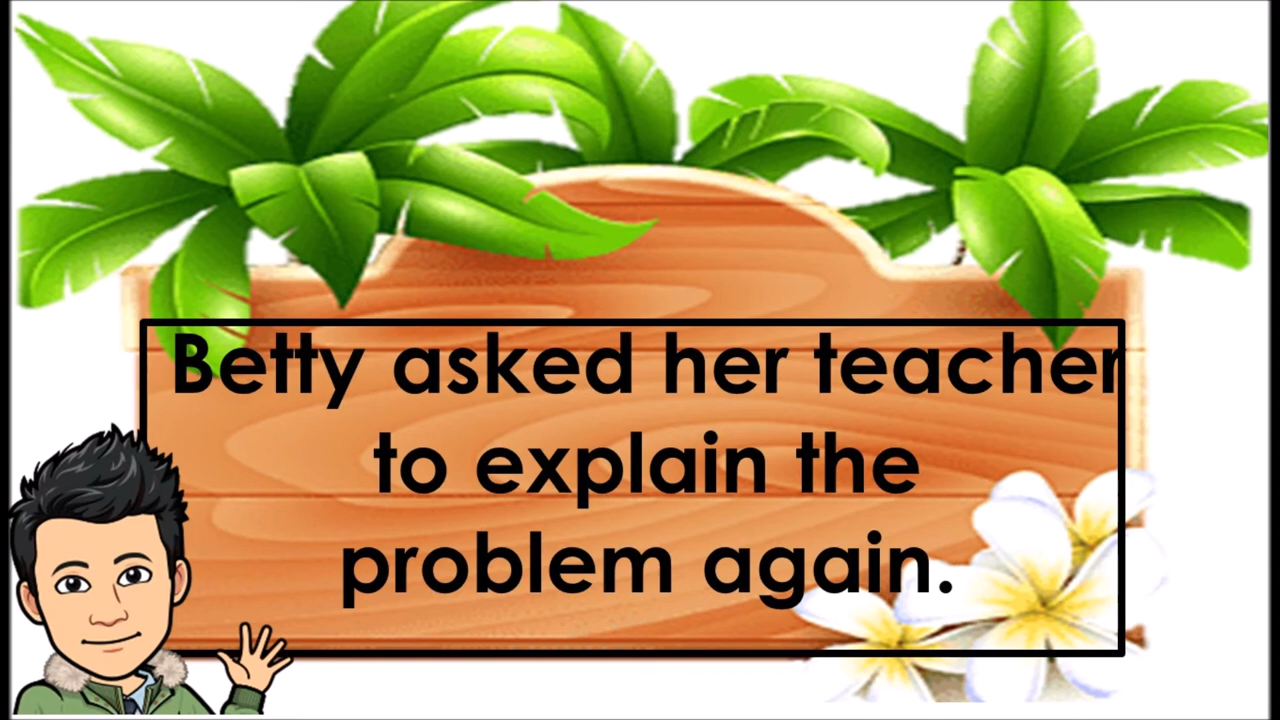 Betty asked her teacher
to explain the
problem again.